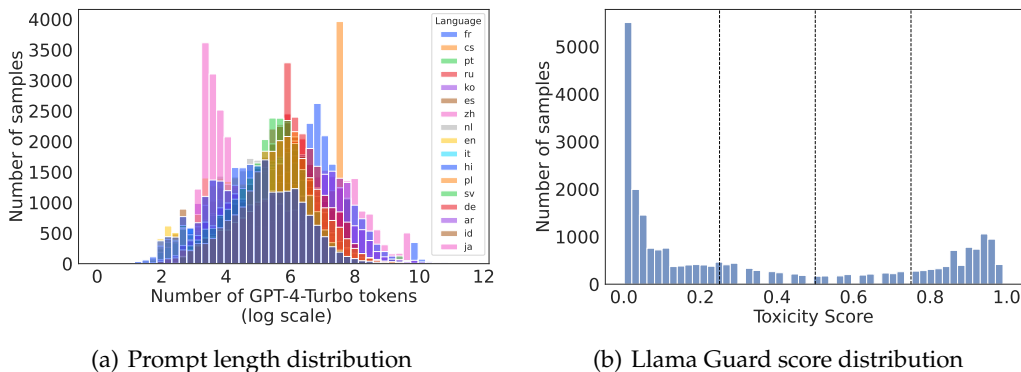 4000
3500
3000
2500
2000
1500
1000
500
0
Number of samples
0 2 4 6 8 10 12
Number of GPT-4-Turbo tokens
(log scale)
Language
fr
cs
pt
ru
ko
es
zh
nl
en
it
hi
pl
sv
de
ar
id
ja
(a) Prompt length distribution
5000
4000
3000
2000
1000
0
Number of samples
0.0 0.2 0.4 0.6 0.8 1.0
Toxicity Score
(b) Llama Guard score distribution